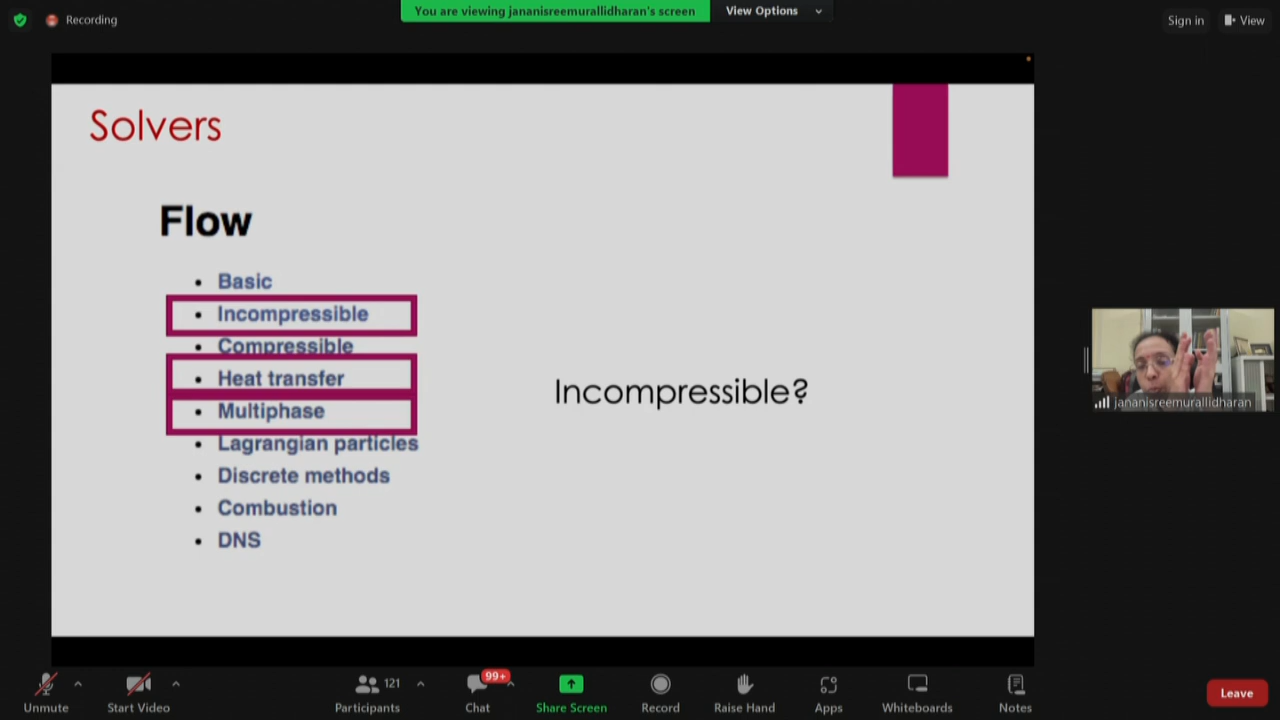 Recording
You are viewing jananisreemurallidharan's screen
View Options
Sign in
View
Solvers
Flow
• Basic
• Incompressible
• Compressible
• Heat transfer
• Multiphase
• Lagrangian particles
• Discrete methods
• Combustion
• DNS
Incompressible?
jananisreemurallidharan
Unmute
Start Video
121
Participants
99+
Chat
Share Screen
Record
Raise Hand
Apps
Whiteboards
Notes
Leave